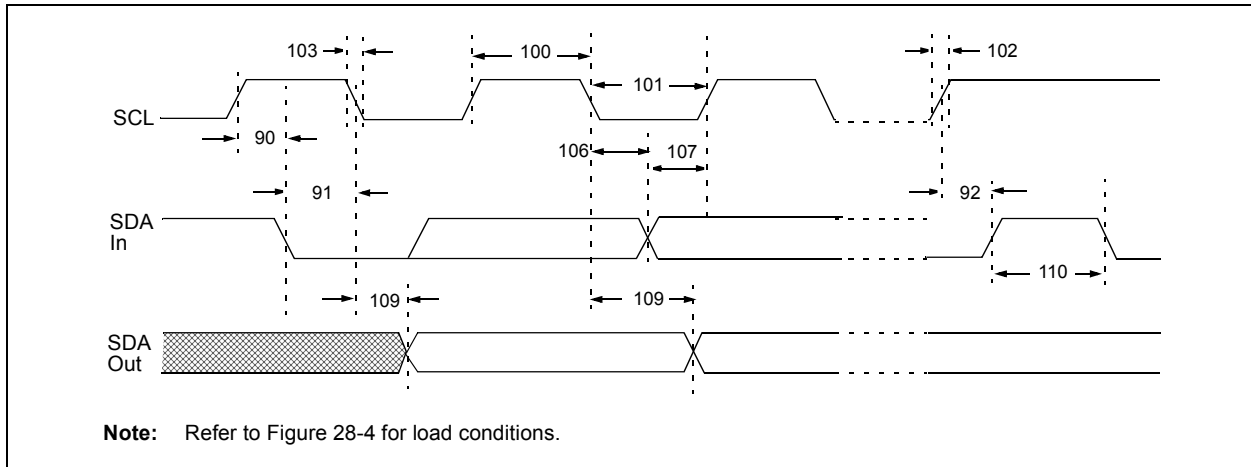 103
100
102
101
SCL
90
106
107
91
92
SDA
In
110
109
109
SDA
Out
Note: Refer to Figure 28-4 for load conditions.